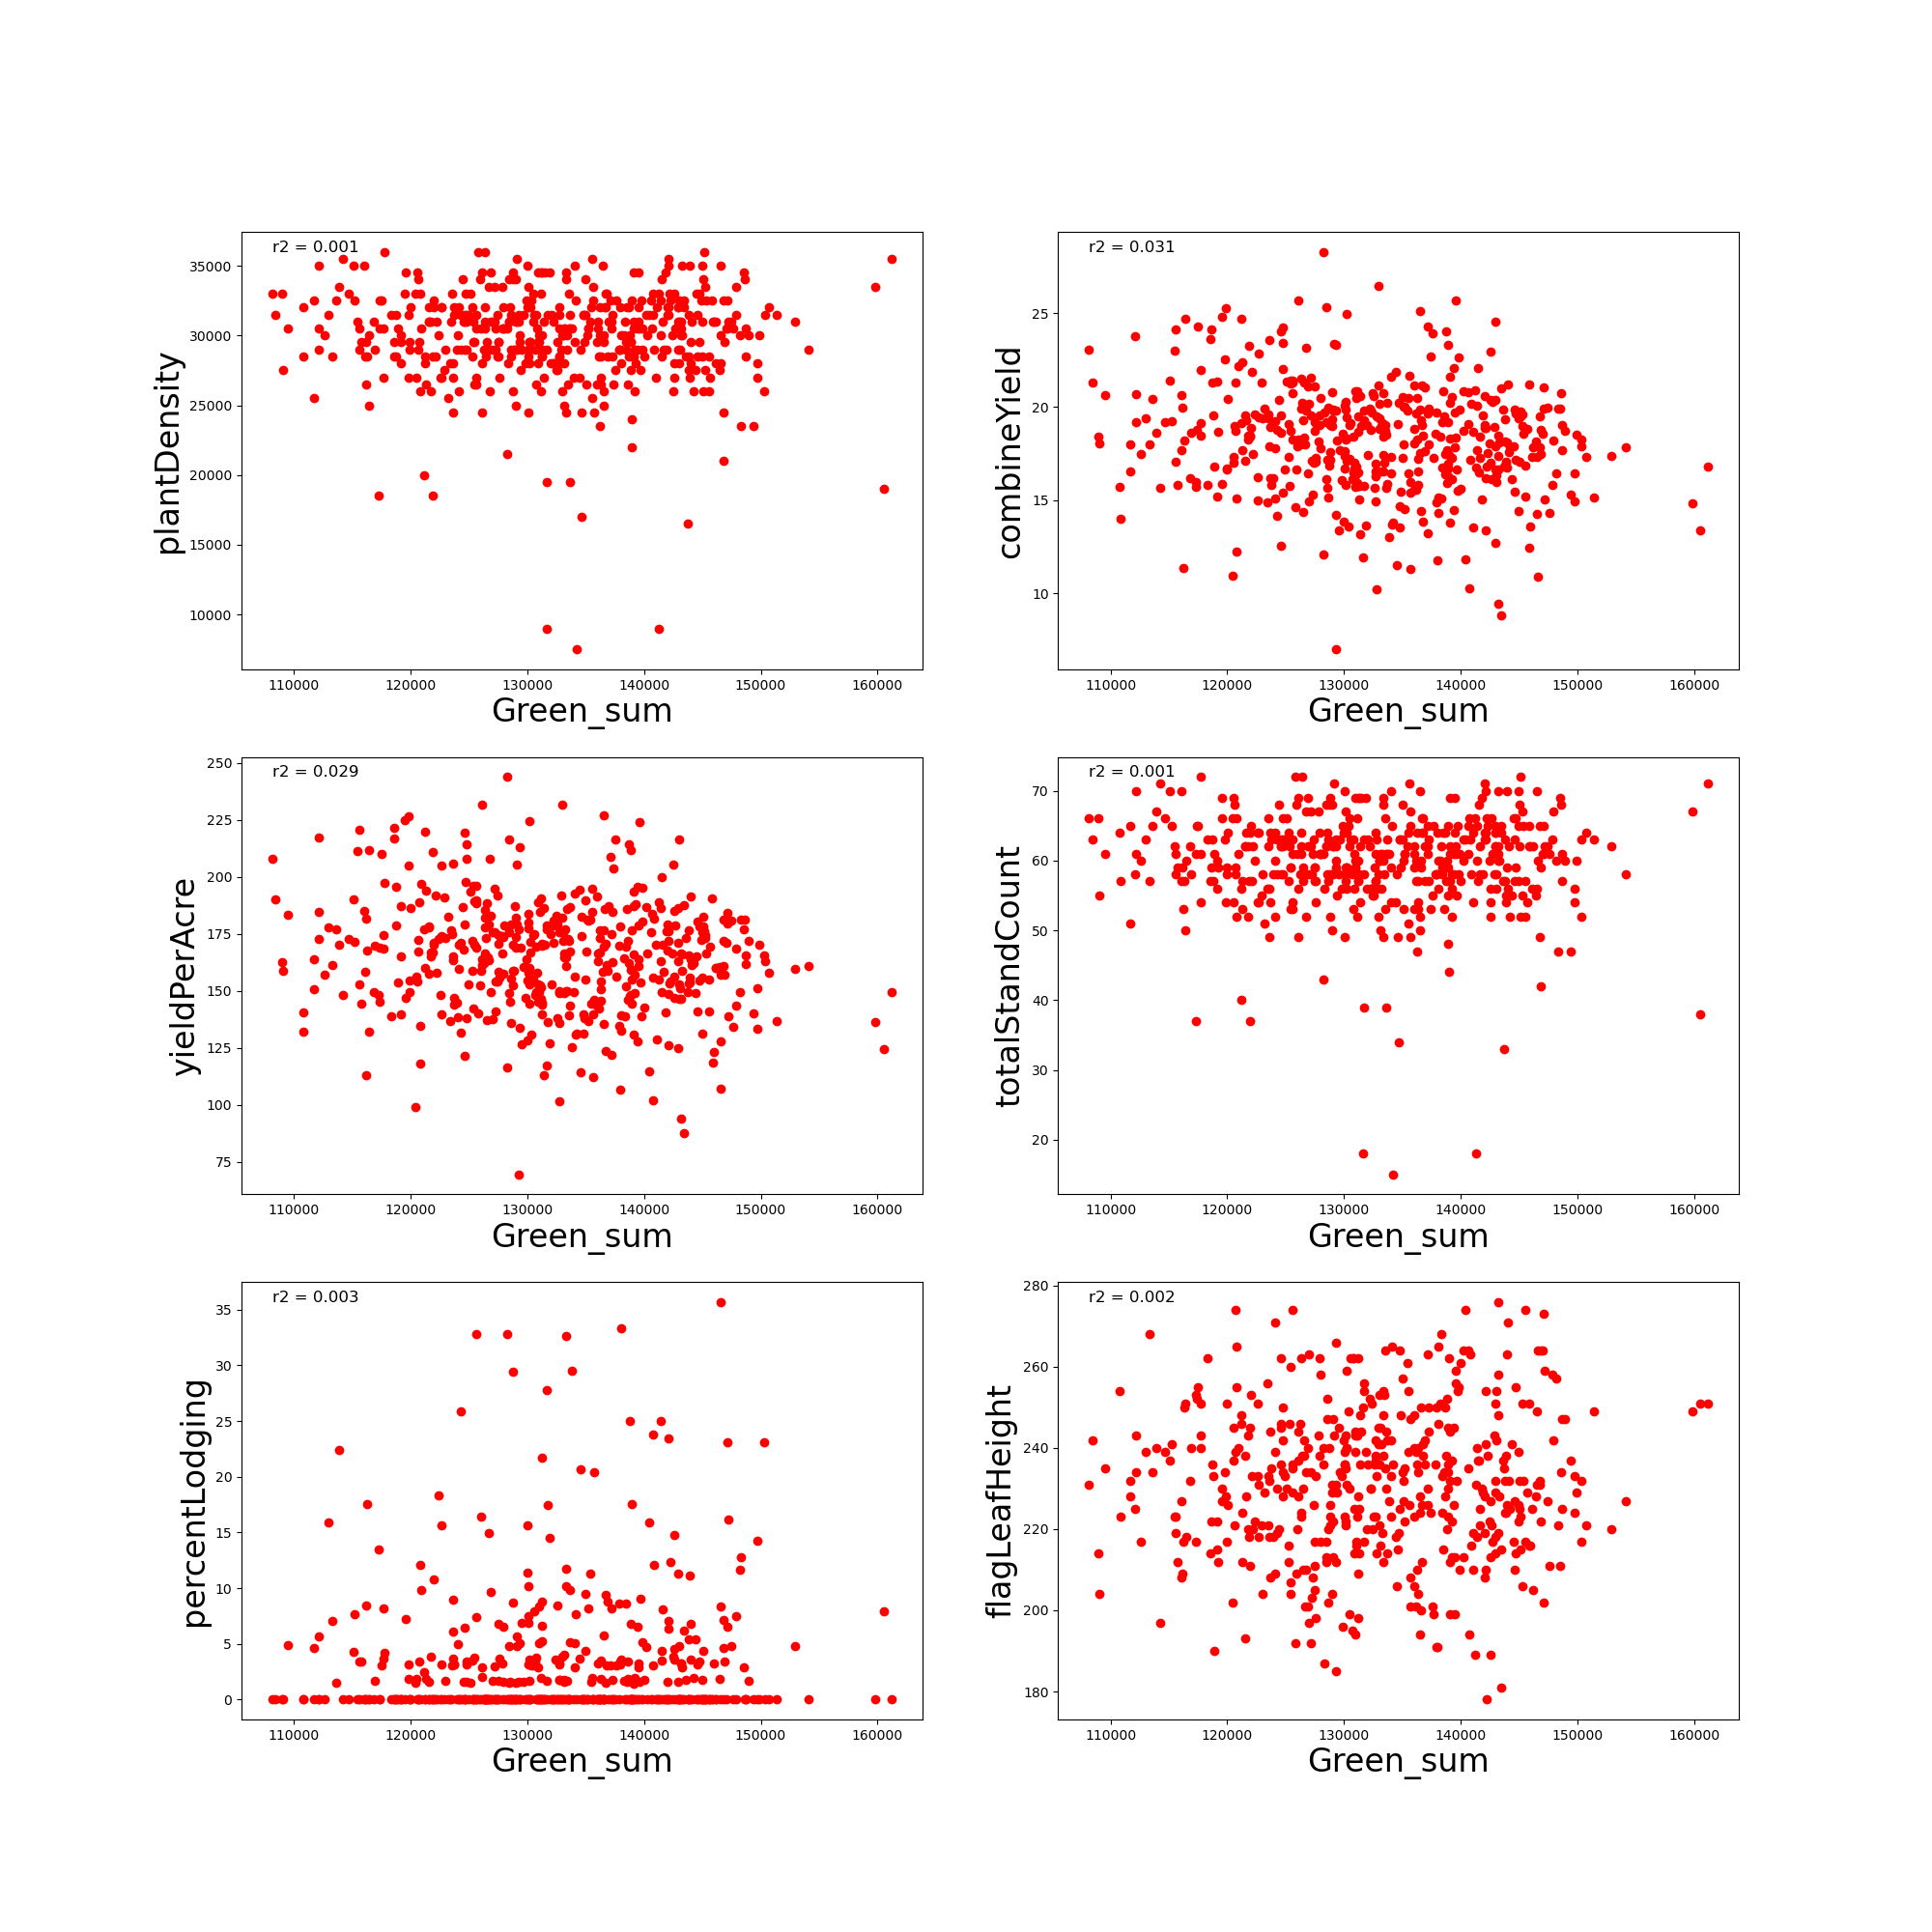 r2 = 0.001
35000
30000
25000
20000
15000
10000
plantDensity
110000 120000 130000 140000 150000 160000
Green_sum
r2 = 0.031
25
20
15
10
combineYield
110000 120000 130000 140000 150000 160000
Green_sum
r2 = 0.029
250
225
200
175
150
125
100
75
yieldPerAcre
110000 120000 130000 140000 150000 160000
Green_sum
r2 = 0.001
70
60
50
40
30
20
totalStandCount
110000 120000 130000 140000 150000 160000
Green_sum
r2 = 0.003
35
30
25
20
15
10
5
0
percentLodging
110000 120000 130000 140000 150000 160000
Green_sum
r2 = 0.002
280
260
240
220
200
180
flagLeafHeight
110000 120000 130000 140000 150000 160000
Green_sum